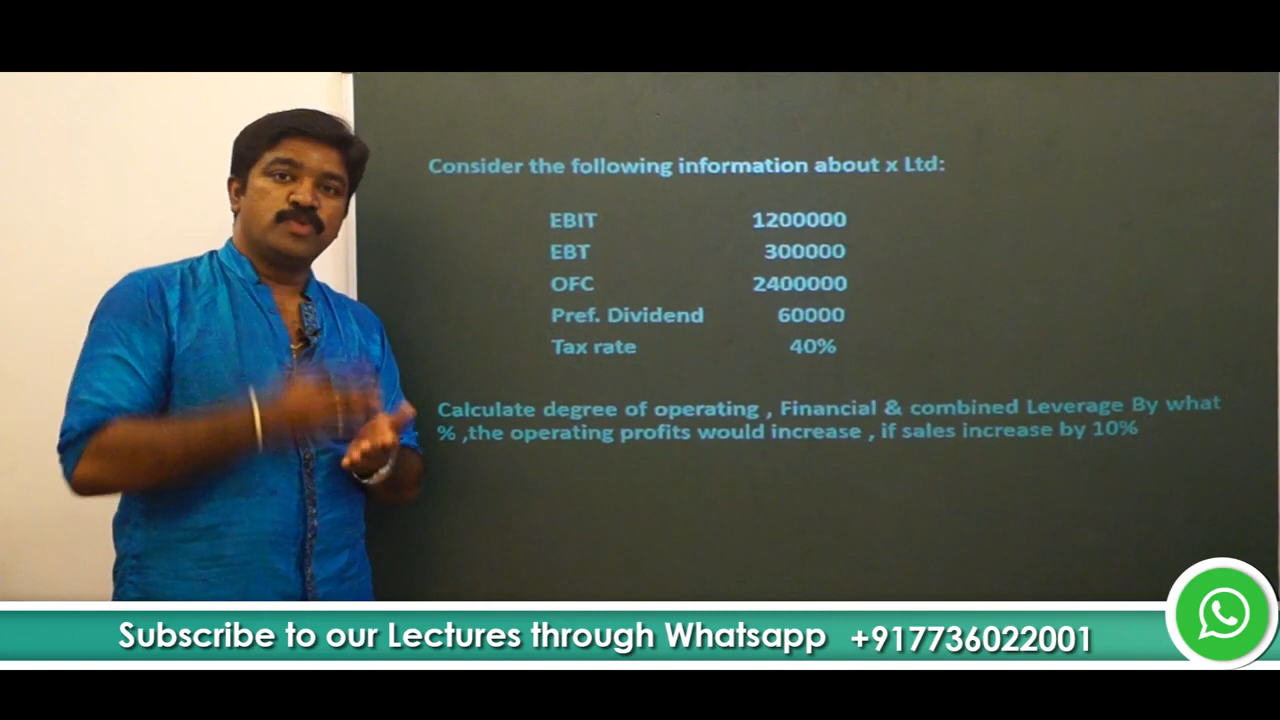 Consider the following information about x Ltd:
EBIT 1200000
EBT 300000
OFC 2400000
Pref. Dividend 60000
Tax rate 40%
Calculate degree of operating , Financial & combined Leverage By what
% ,the operating profits would increase , if sales increase by 10%
Subscribe to our Lectures through Whatsapp +917736022001